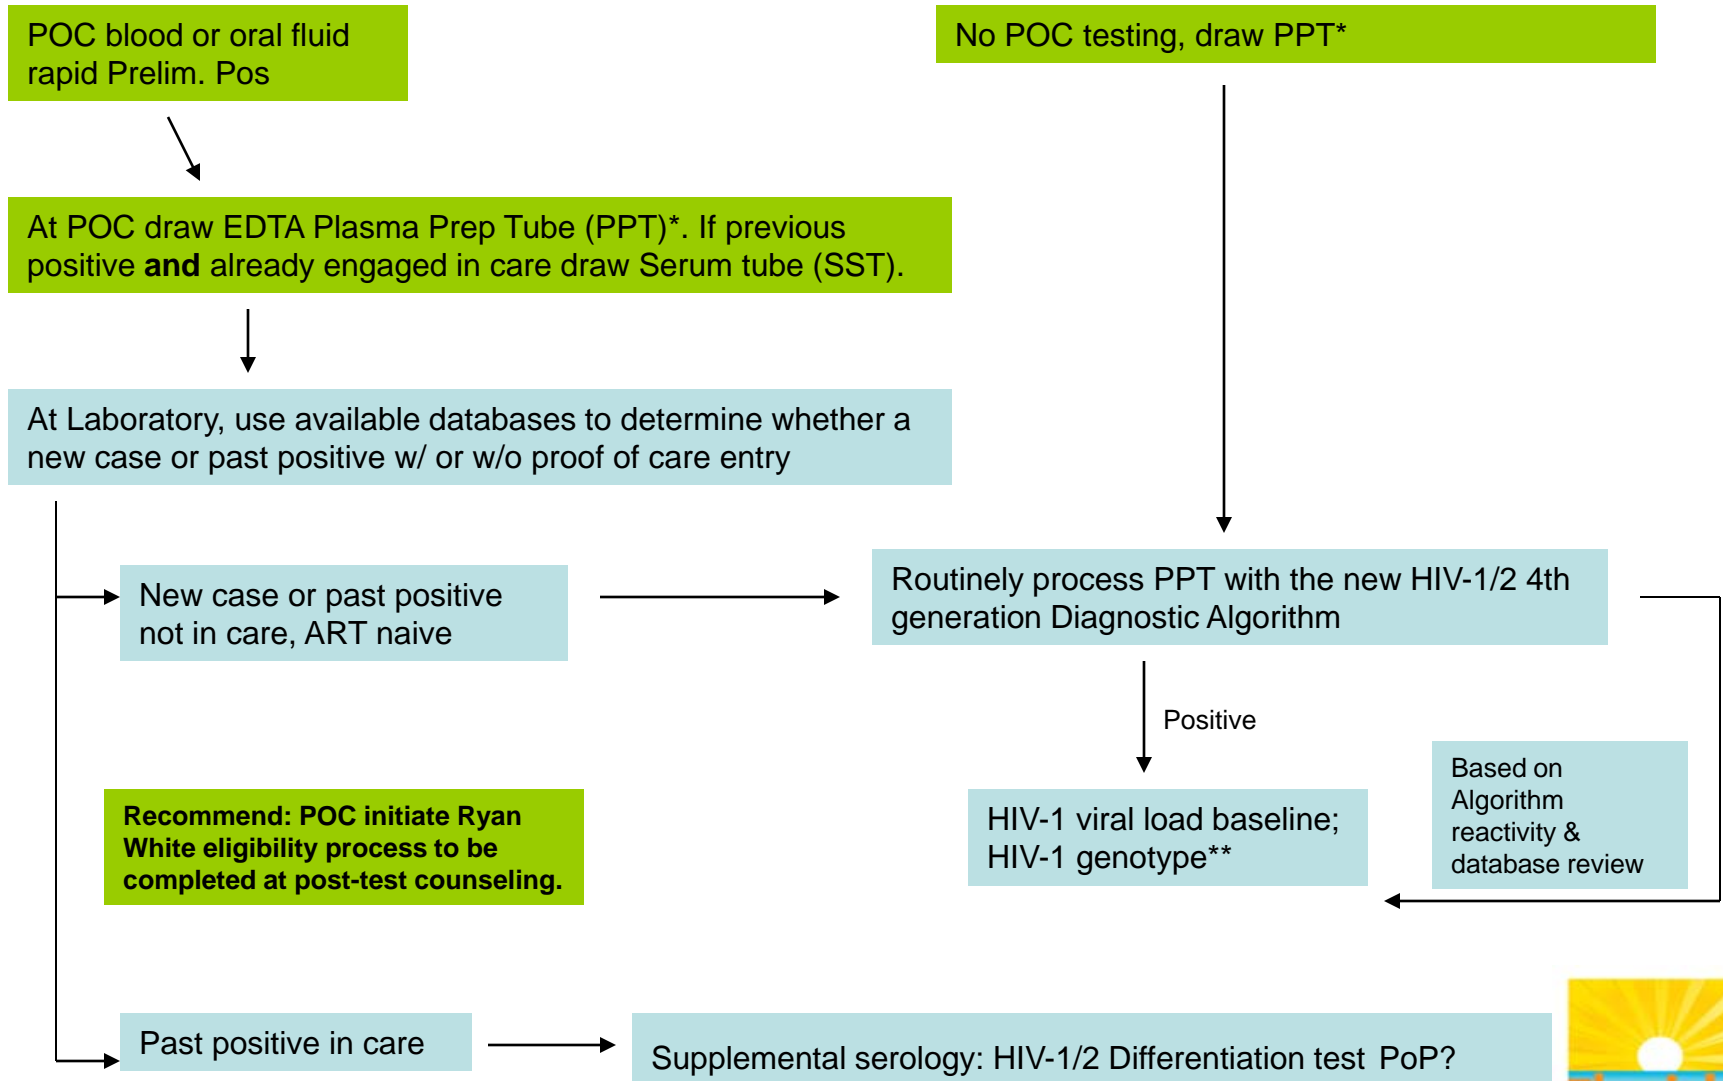 POC blood or oral fluid
rapid Prelim. Pos
No POC testing, draw PPT*
At POC draw EDTA Plasma Prep Tube (PPT)*. If previous
positive and already engaged in care draw Serum tube (SST).
At Laboratory, use available databases to determine whether a
new case or past positive w/ or w/o proof of care entry
New case or past positive
not in care, ART naive
Routinely process PPT with the new HIV-1/2 4th
generation Diagnostic Algorithm
Positive
Recommend: POC initiate Ryan
White eligibility process to be
completed at post-test counseling.
HIV-1 viral load baseline;
HIV-1 genotype**
Based on
Algorithm
reactivity &
database review
Past positive in care
Supplemental serology: HIV-1/2 Differentiation test PoP?